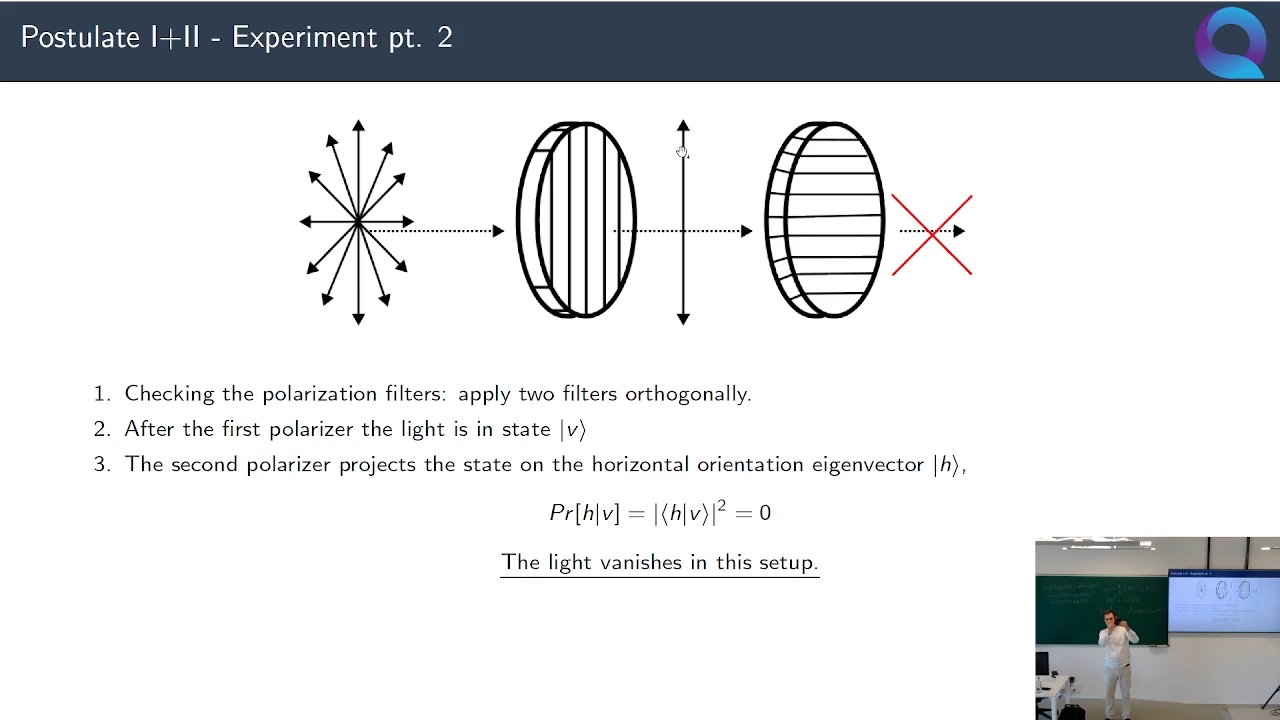 Postulate I+II - Experiment pt. 2
1. Checking the polarization filters: apply two filters orthogonally.
2. After the first polarizer the light is in state |v⟩
3. The second polarizer projects the state on the horizontal orientation eigenvector |h⟩,
Pr[h|v] = |⟨h|v⟩|² = 0
The light vanishes in this setup.